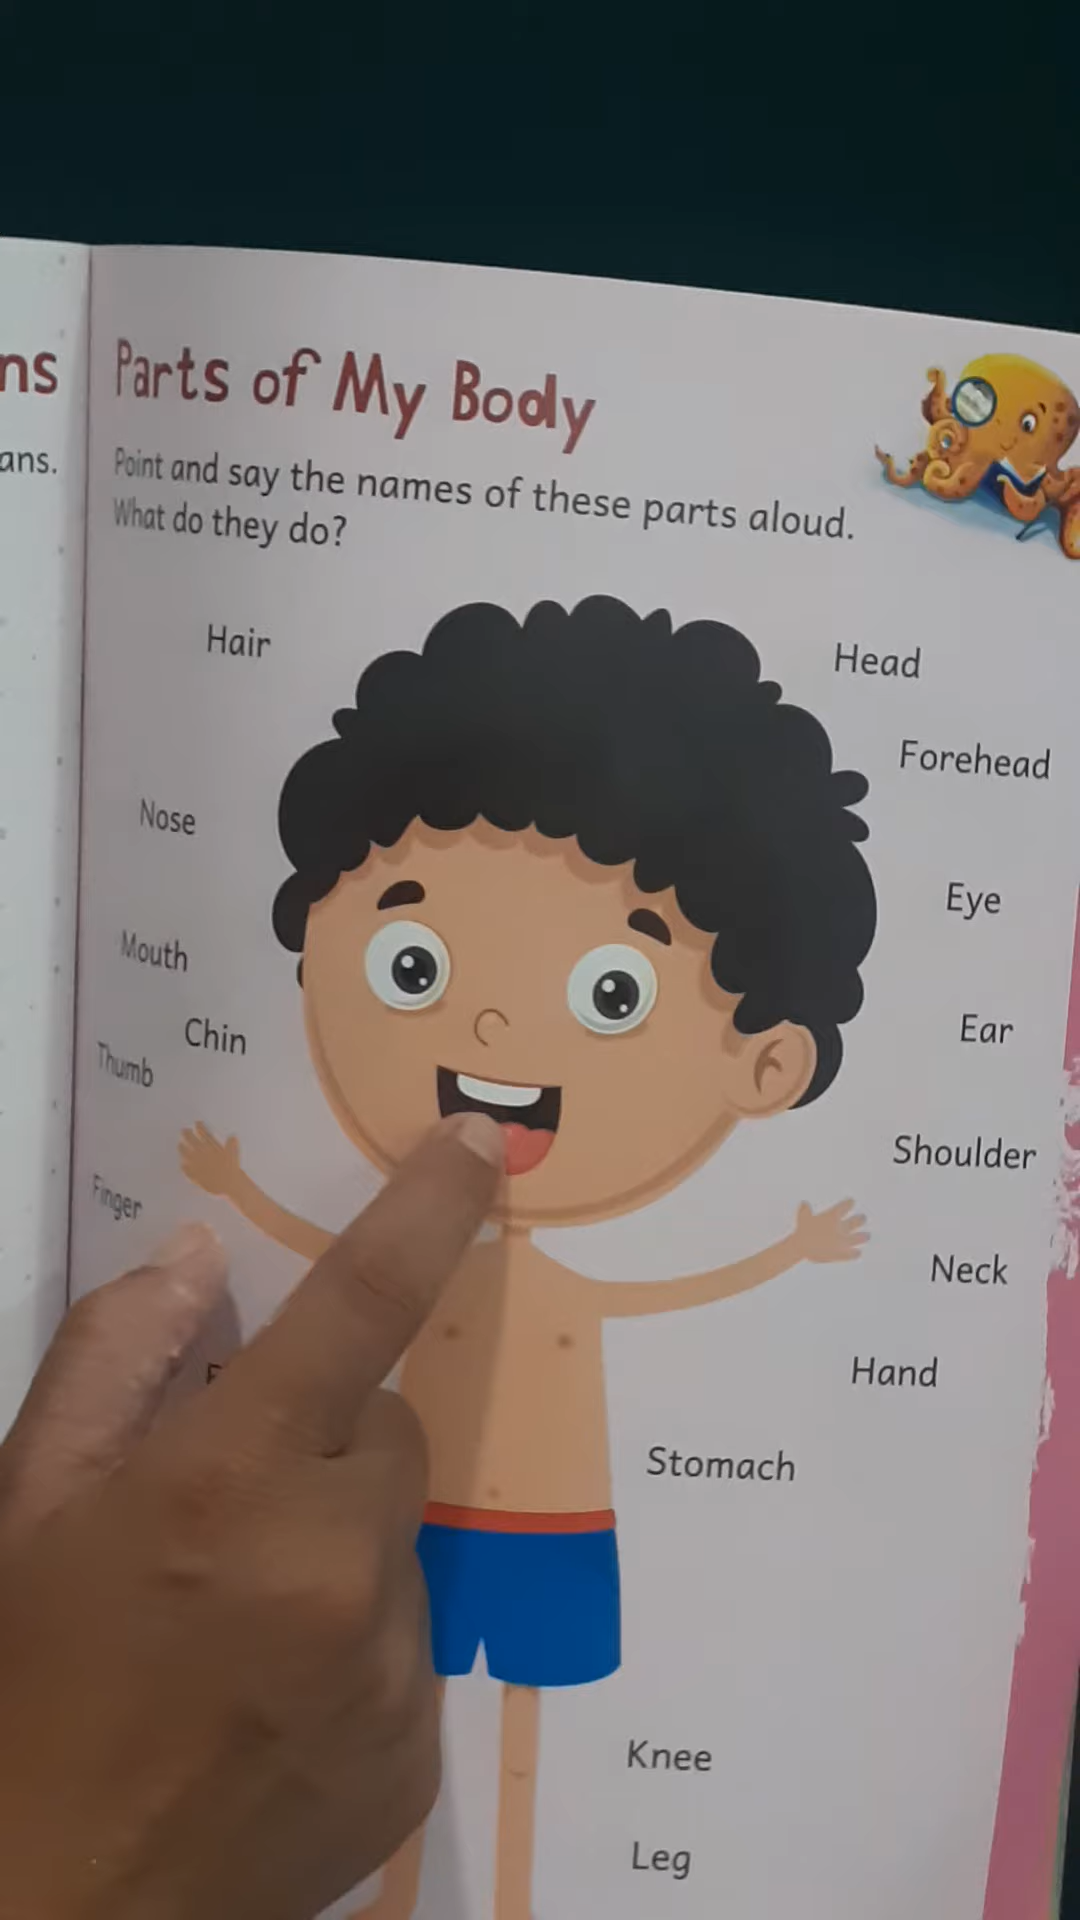 ns
ans.
Parts of My Body
Point and say the names of these parts aloud.
What do they do?
Hair
Head
Forehead
Nose
Eye
Mouth
Chin
Ear
Thumb
Shoulder
Finger
Neck
Hand
Stomach
Knee
Leg